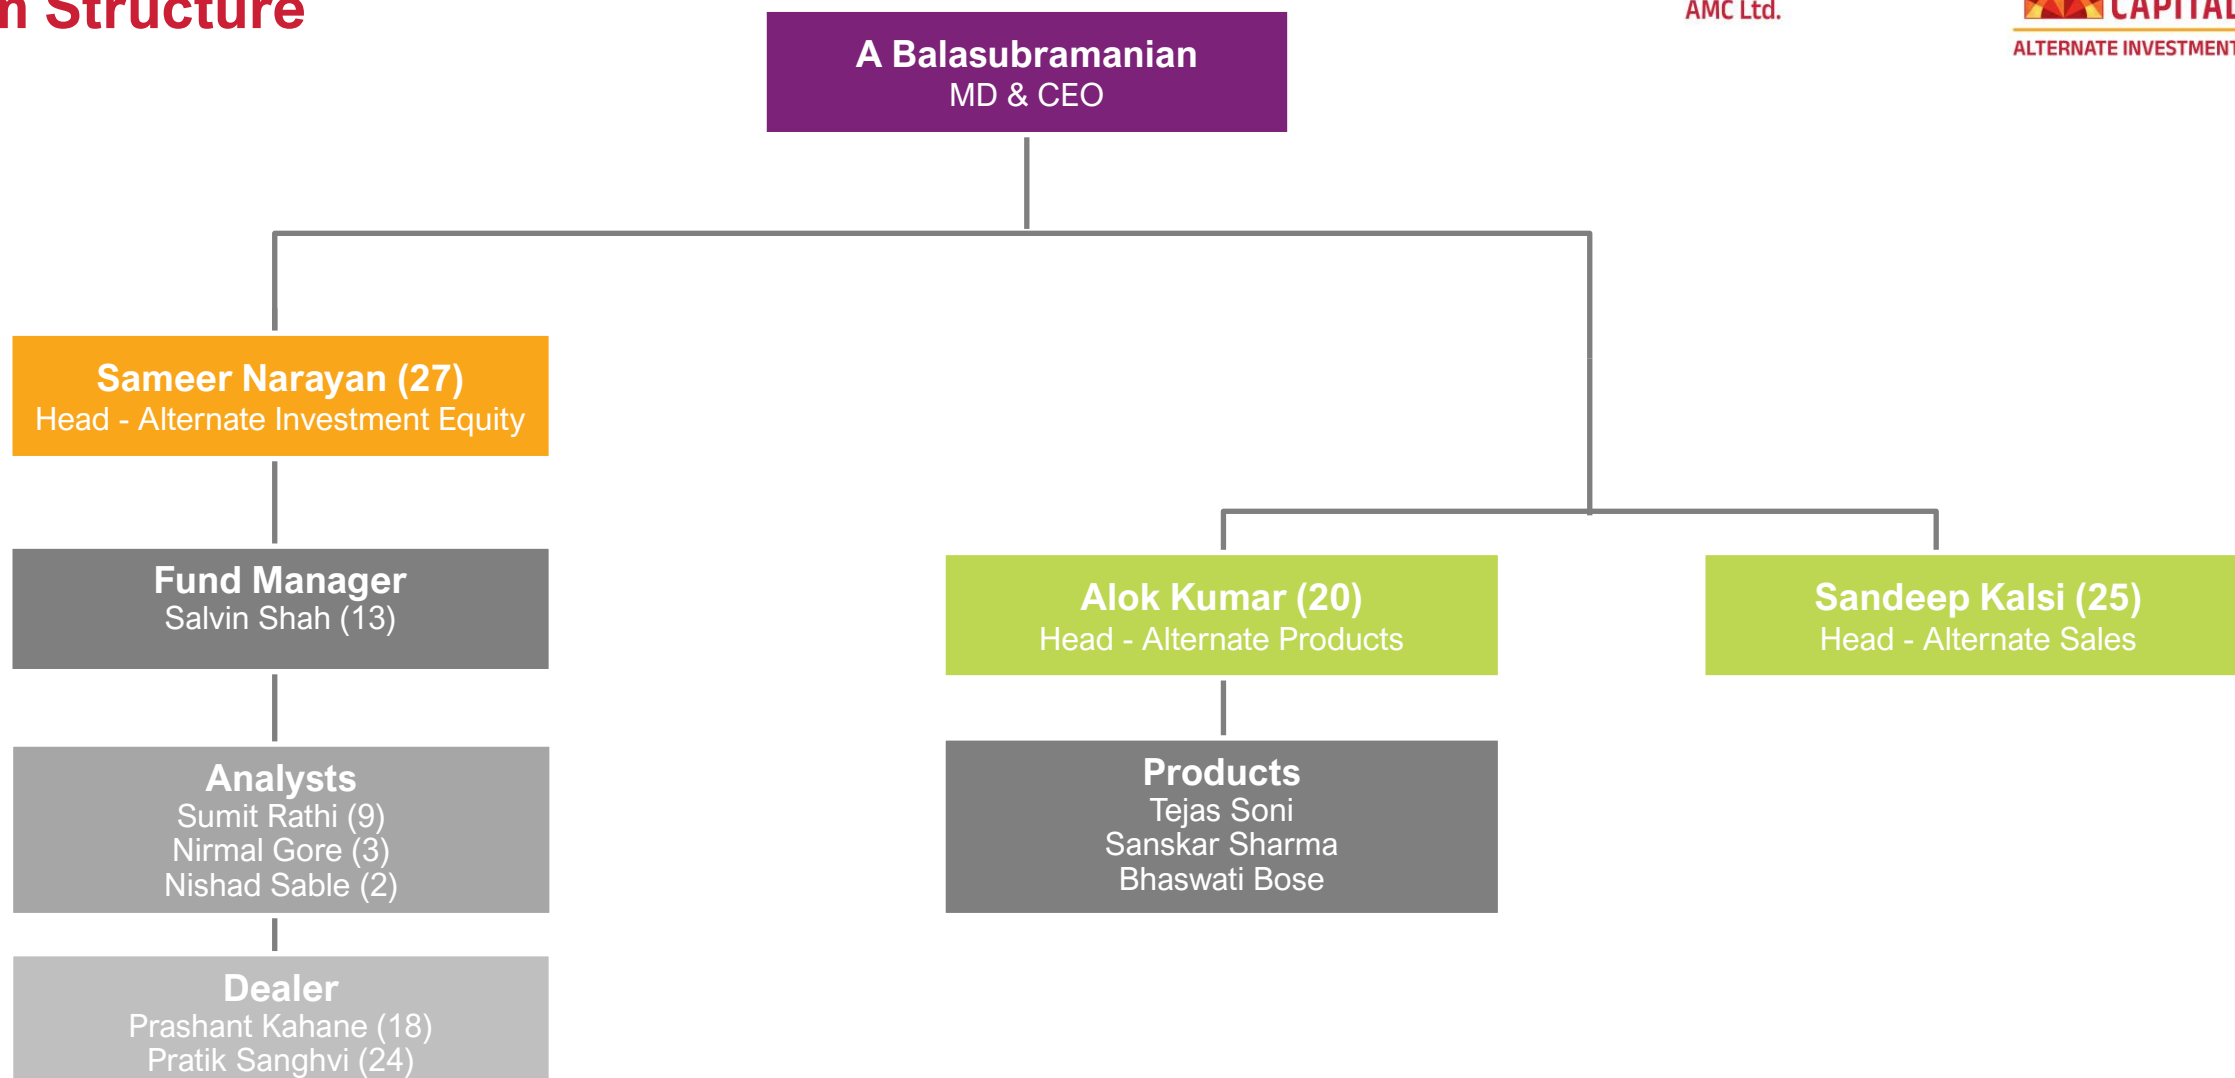 n Structure
AMC Ltd.
CAPITAL
ALTERNATE INVESTMENT
A Balasubramanian
MD & CEO
Sameer Narayan (27)
Head - Alternate Investment Equity
Fund Manager
Salvin Shah (13)
Alok Kumar (20)
Head - Alternate Products
Sandeep Kalsi (25)
Head - Alternate Sales
Analysts
Sumit Rathi (9)
Nirmal Gore (3)
Nishad Sable (2)
Products
Tejas Soni
Sanskar Sharma
Bhaswati Bose
Dealer
Prashant Kahane (18)
Pratik Sanghvi (24)